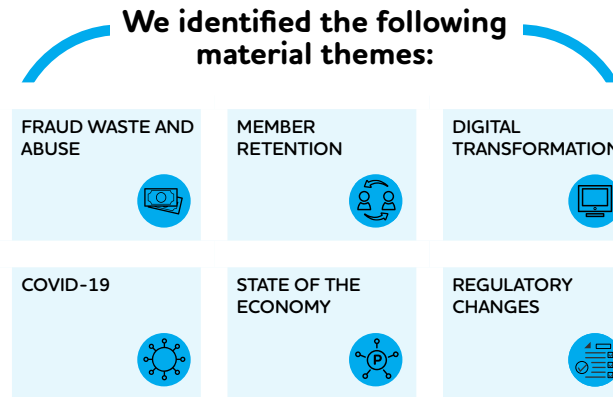 We identified the following
material themes:
FRAUD WASTE AND
ABUSE
MEMBER
RETENTION
DIGITAL
TRANSFORMATION
COVID-19
STATE OF THE
ECONOMY
REGULATORY
CHANGES
P